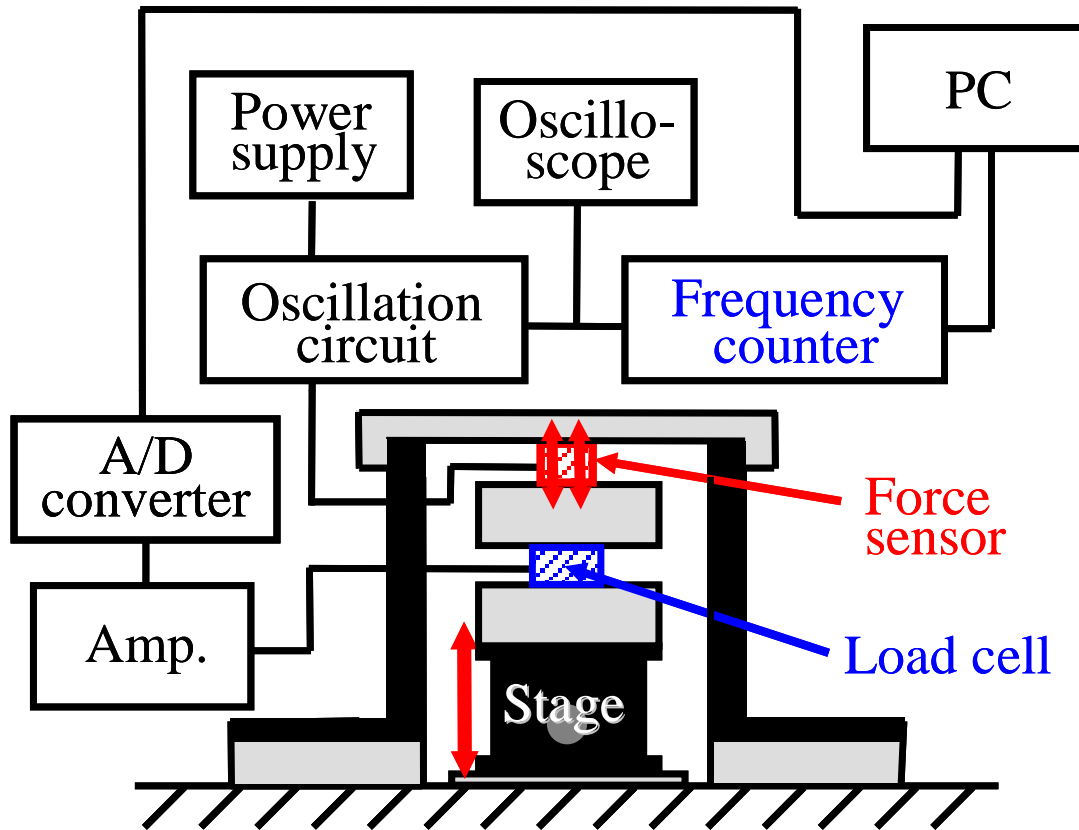 Power
supply
Oscillo-
scope
PC
Oscillation
circuit
Frequency
counter
A/D
converter
Force
sensor
Amp.
Load cell
Stage